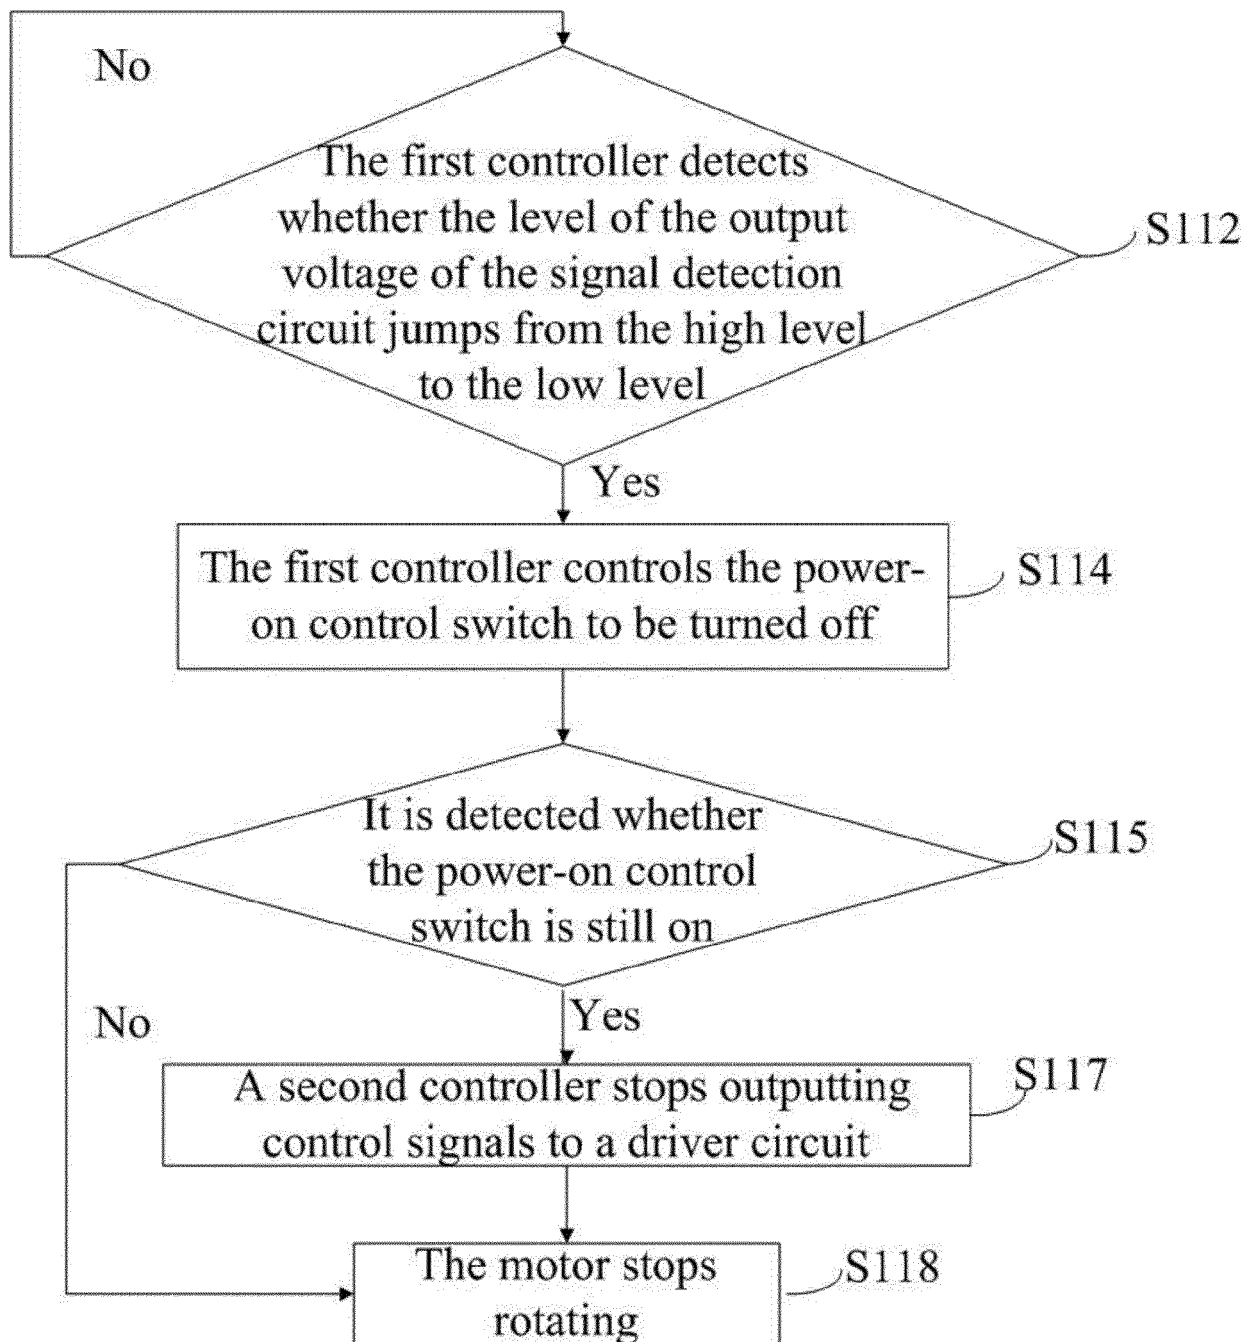 No
The first controller detects
whether the level of the output
voltage of the signal detection
circuit jumps from the high level
to the low level
S112
Yes
The first controller controls the power-
on control switch to be turned off
S114
It is detected whether
the power-on control
switch is still on
S115
No
Yes
A second controller stops outputting
control signals to a driver circuit
S117
The motor stops
rotating
S118